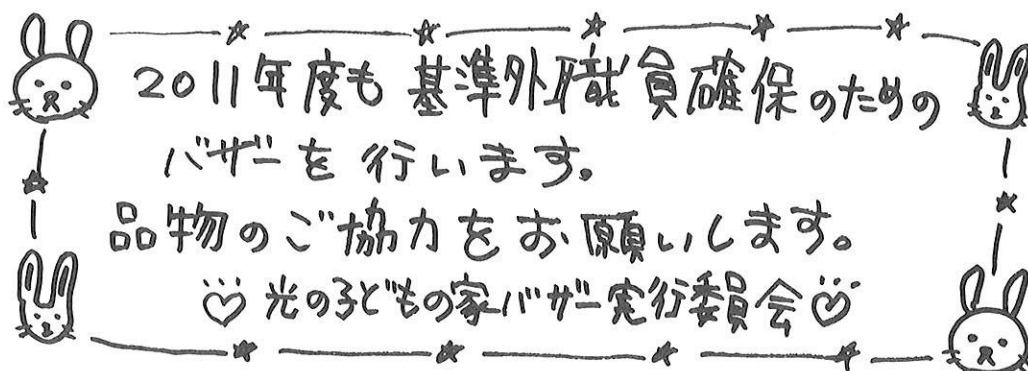 2011年度も基準外職員確保のための
バザーを行います。
品物のご協力をお願いします。
光の子どもの家バザー実行委員会